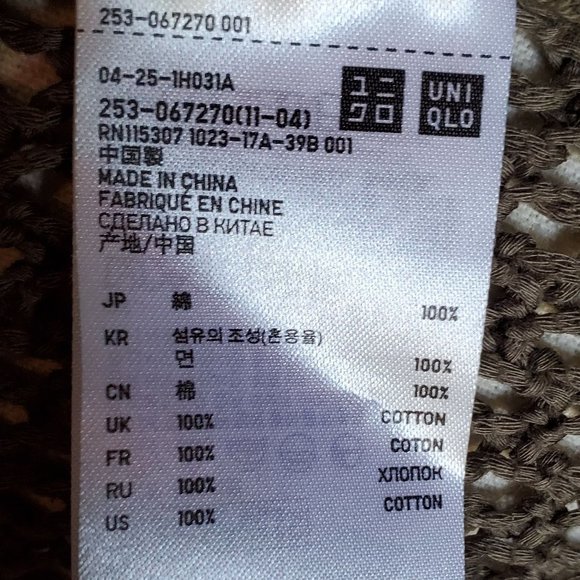 253-067270 001
04-25-1H031A
ユニ
クロ
UNI
QLO
253-067270(11-04)
RN115307 1023-17A-39B 001
中国製
MADE IN CHINA
FABRIQUÉ EN CHINE
СДЕЛАНО В КИТАЕ
产地/中国
JP 綿 100%
KR 섬유의 조성(혼용율)
면 100%
CN 棉 100%
UK 100% COTTON
FR 100% COTON
RU 100% ХЛОПОК
US 100% COTTON